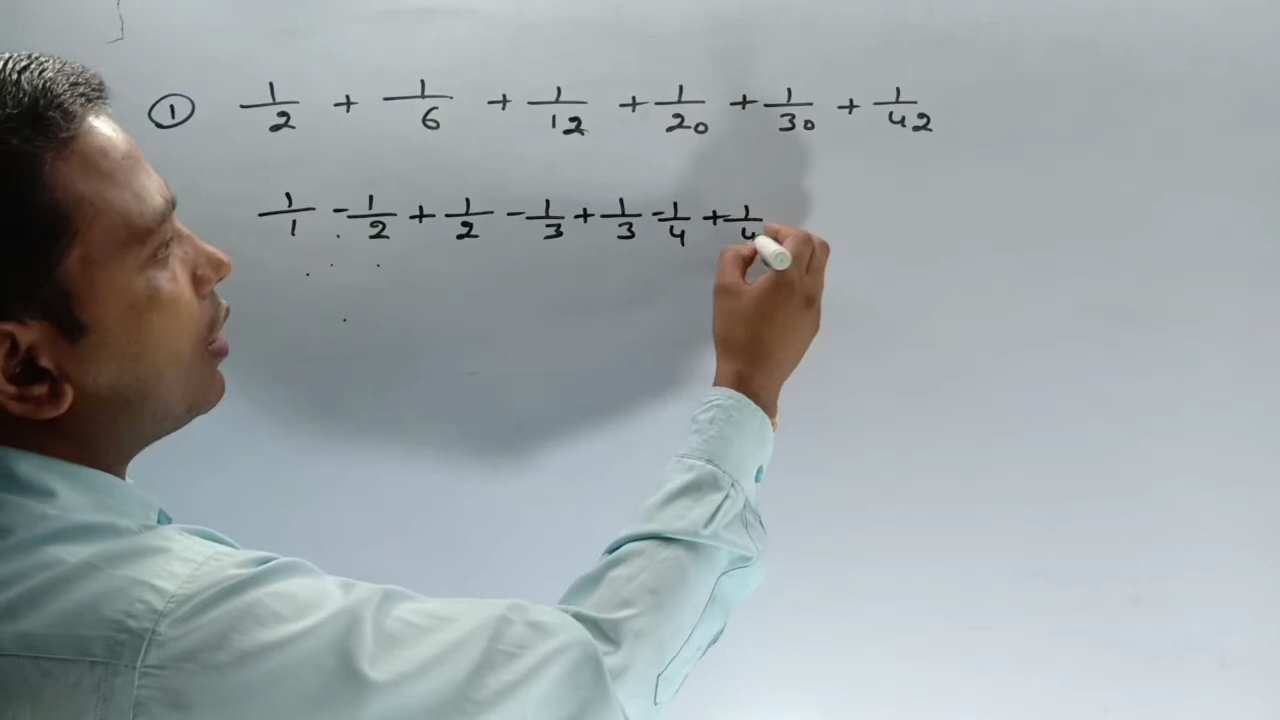 ① 1/2 + 1/6 + 1/12 + 1/20 + 1/30 + 1/42
1/1 - 1/2 + 1/2 - 1/3 + 1/3 - 1/4 + 1/4